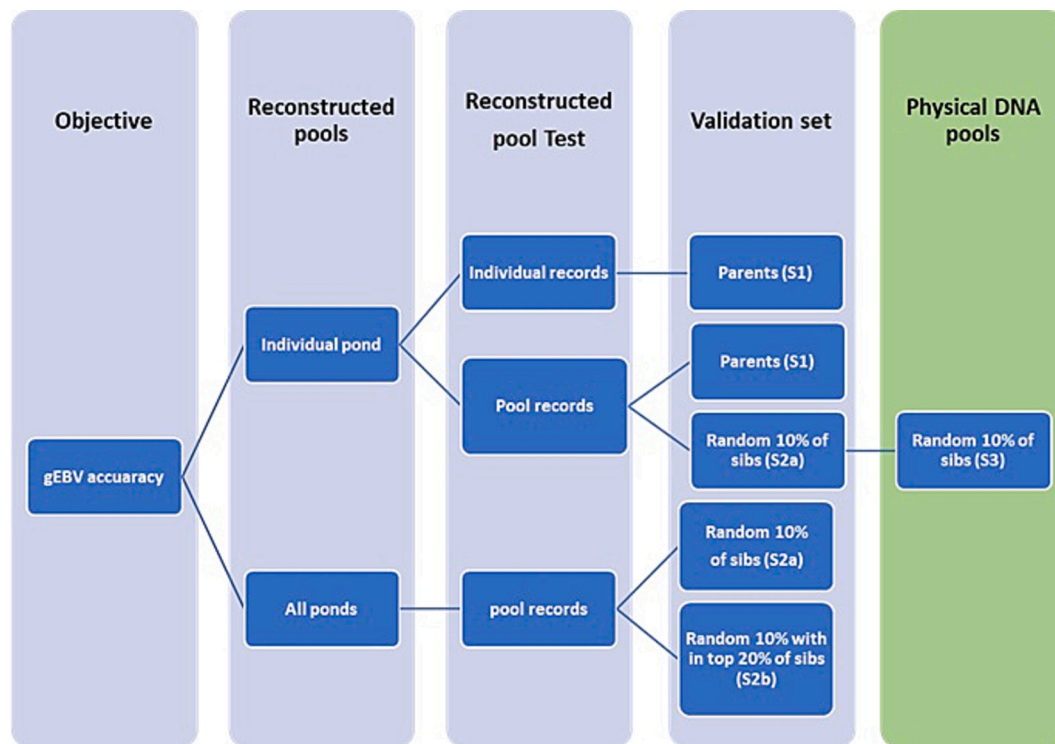 Objective
Reconstructed
pools
Reconstructed
pool Test
Validation set
Physical DNA
pools
Individual records
Parents (S1)
Individual pond
Parents (S1)
Pool records
Random 10% of
sibs (S2a)
Random 10% of
sibs (S3)
gEBV accuaracy
Random 10%
of sibs (S2a)
All ponds
pool records
Random 10% with
in top 20% of sibs
(S2b)